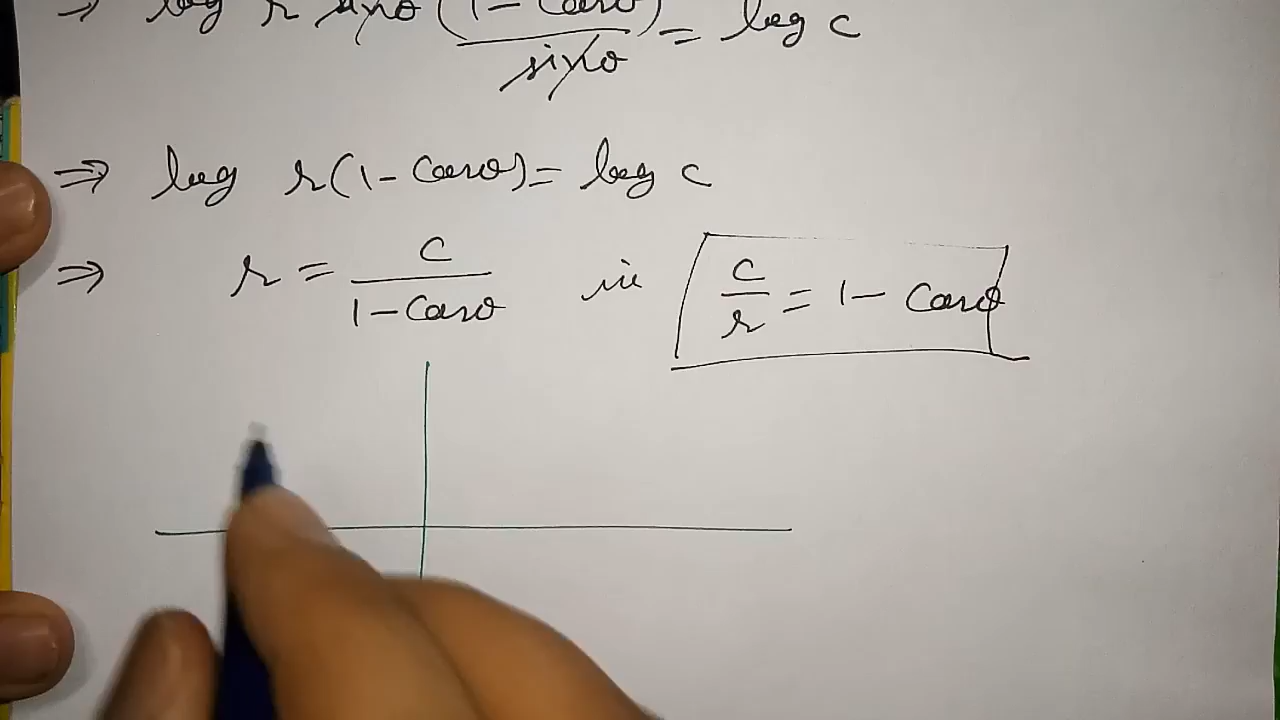 ⇒ log r sinθ (1 - cosθ)/sinθ = log c
⇒ log r(1 - cosθ) = log c
⇒ r = c/(1 - cosθ) ie c/r = 1 - cosθ